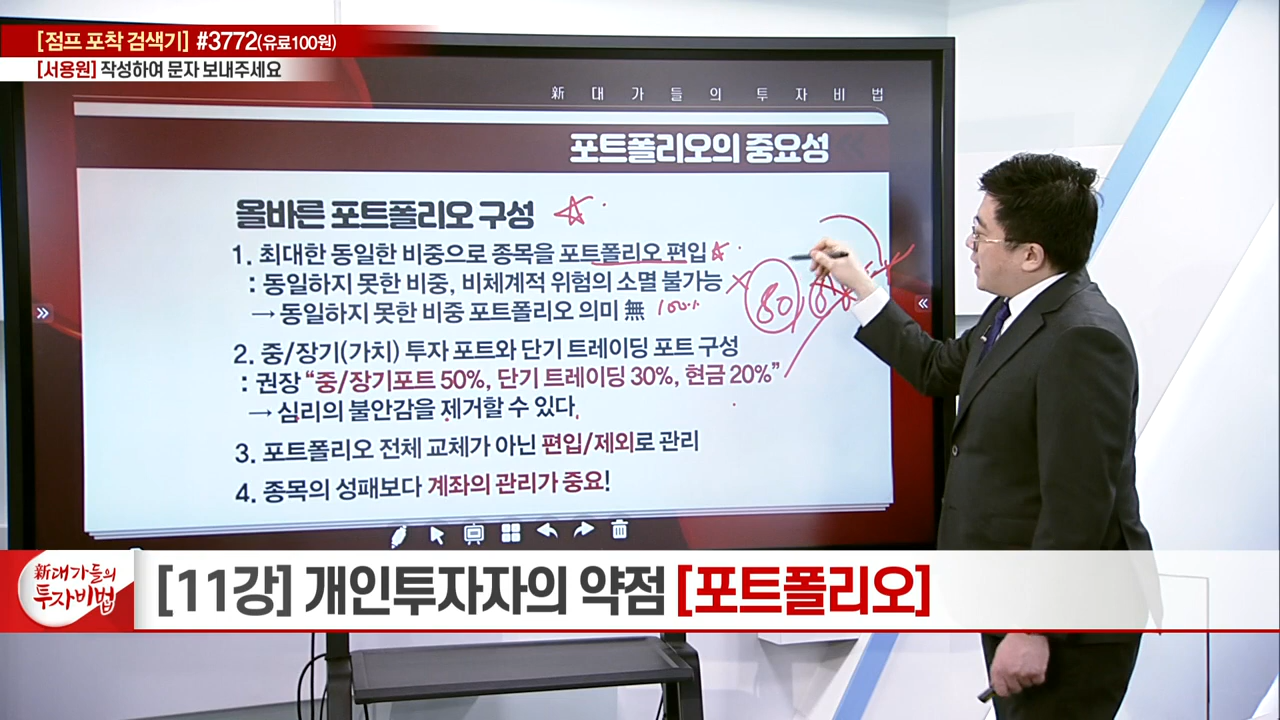 [점프 포착 검색기] #3772(유료100원)
[서용원] 작성하여 문자 보내주세요
新대가들의 투자비법
포트폴리오의 중요성
올바른 포트폴리오 구성
1. 최대한 동일한 비중으로 종목을 포트폴리오 편입
: 동일하지 못한 비중, 비체계적 위험의 소멸 불가능
→ 동일하지 못한 비중 포트폴리오 의미 無 100%
80,
2. 중/장기(가치) 투자 포트와 단기 트레이딩 포트 구성
: 권장 “중/장기포트 50%, 단기 트레이딩 30%, 현금 20%”
→ 심리의 불안감을 제거할 수 있다.
3. 포트폴리오 전체 교체가 아닌 편입/제외로 관리
4. 종목의 성패보다 계좌의 관리가 중요!
新대가들의
투자비법
[11강] 개인투자자의 약점 [포트폴리오]